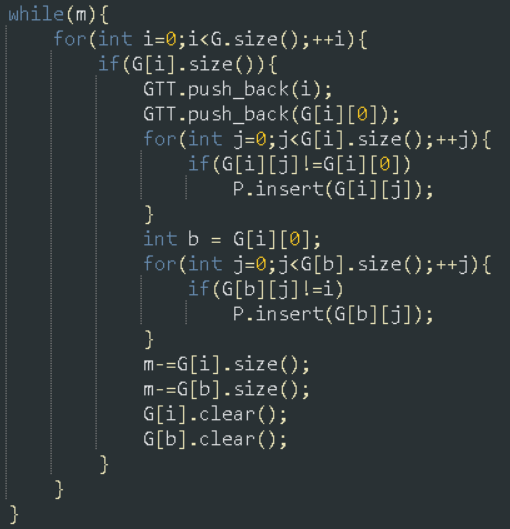 while(m){
    for(int i=0;i<G.size();++i){
        if(G[i].size()){
            GTT.push_back(i);
            GTT.push_back(G[i][0]);
            for(int j=0;j<G[i].size();++j){
                if(G[i][j]!=G[i][0])
                    P.insert(G[i][j]);
            }
            int b = G[i][0];
            for(int j=0;j<G[b].size();++j){
                if(G[b][j]!=i)
                    P.insert(G[b][j]);
            }
            m-=G[i].size();
            m-=G[b].size();
            G[i].clear();
            G[b].clear();
        }
    }
}